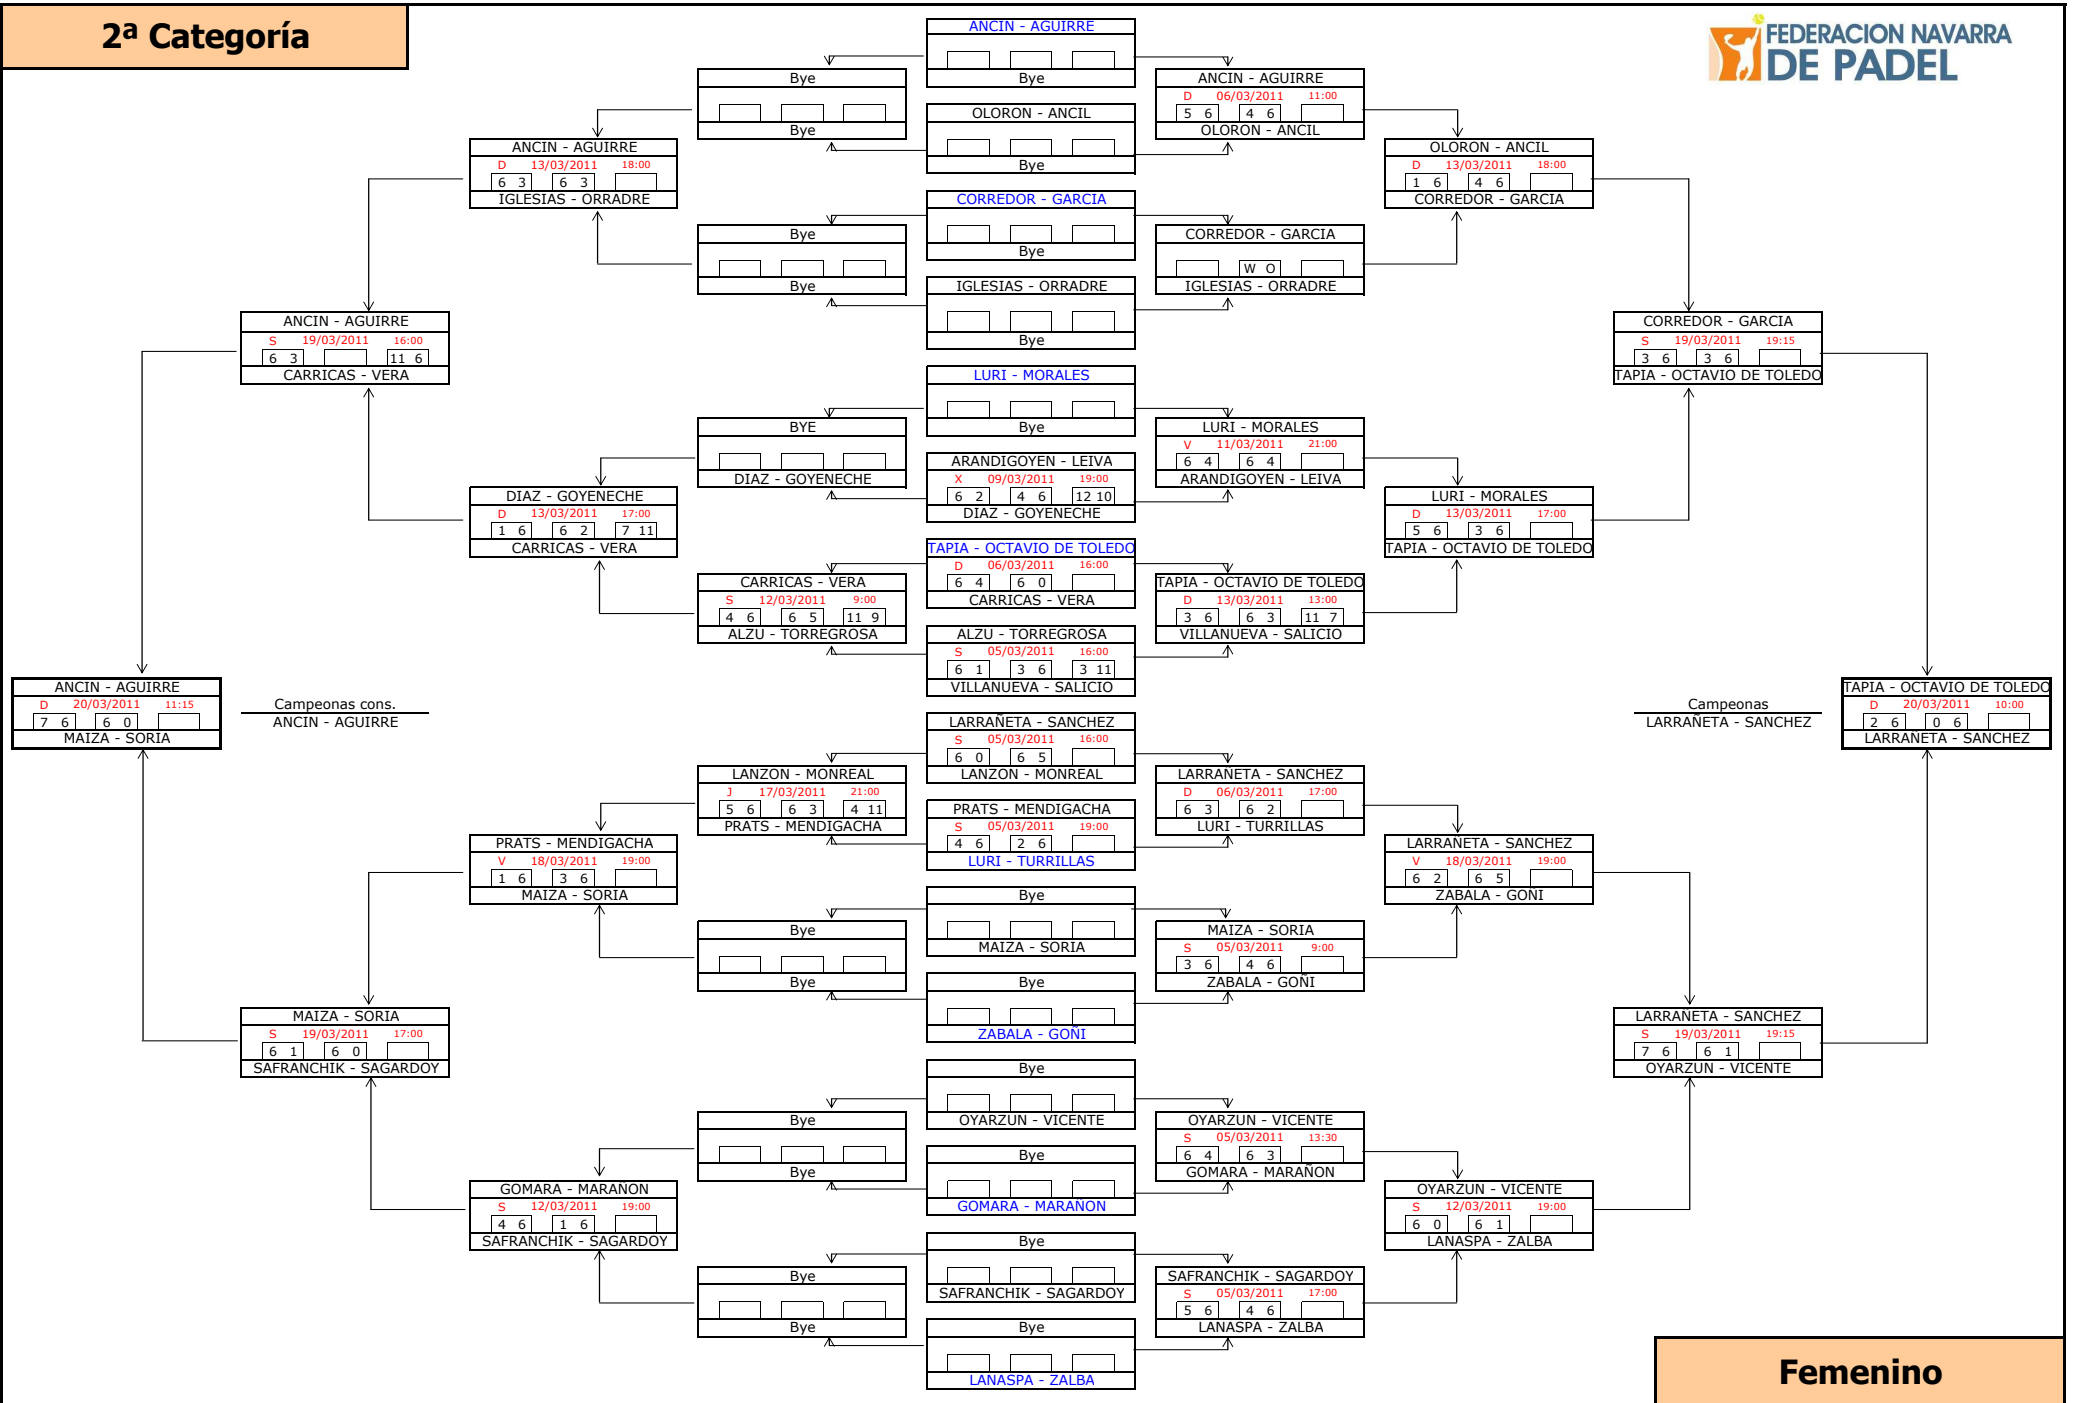 2ª Categoría
FEDERACION NAVARRA
DE PADEL
ANCIN - AGUIRRE
D 20/03/2011 11:15
7 6 6 0
MAIZA - SORIA
ANCIN - AGUIRRE
S 19/03/2011 16:00
6 3 11 6
CARRICAS - VERA
Campeonas cons.
ANCIN - AGUIRRE
MAIZA - SORIA
S 19/03/2011 17:00
6 1 6 0
SAFRANCHIK - SAGARDOY
ANCIN - AGUIRRE
D 13/03/2011 18:00
6 3 6 3
IGLESIAS - ORRADRE
DIAZ - GOYENECHE
D 13/03/2011 17:00
1 6 6 2 7 11
CARRICAS - VERA
PRATS - MENDIGACHA
V 18/03/2011 19:00
1 6 3 6
MAIZA - SORIA
GOMARA - MARAÑON
S 12/03/2011 19:00
4 6 1 6
SAFRANCHIK - SAGARDOY
Bye
Bye
Bye
Bye
BYE
DIAZ - GOYENECHE
CARRICAS - VERA
S 12/03/2011 9:00
4 6 6 5 11 9
ALZU - TORREGROSA
LANZON - MONREAL
J 17/03/2011 21:00
5 6 6 3 4 11
PRATS - MENDIGACHA
Bye
Bye
Bye
Bye
Bye
Bye
ANCIN - AGUIRRE
Bye
OLORON - ANCIL
Bye
CORREDOR - GARCIA
Bye
IGLESIAS - ORRADRE
Bye
LURI - MORALES
Bye
ARANDIGOYEN - LEIVA
X 09/03/2011 19:00
6 2 4 6 12 10
DIAZ - GOYENECHE
TAPIA - OCTAVIO DE TOLEDO
D 06/03/2011 16:00
6 4 6 0
CARRICAS - VERA
ALZU - TORREGROSA
S 05/03/2011 16:00
6 1 3 6 3 11
VILLANUEVA - SALICIO
LARRAÑETA - SANCHEZ
S 05/03/2011 16:00
6 0 6 5
LANZON - MONREAL
PRATS - MENDIGACHA
S 05/03/2011 19:00
4 6 2 6
LURI - TURRILLAS
Bye
MAIZA - SORIA
Bye
ZABALA - GOÑI
Bye
OYARZUN - VICENTE
Bye
GOMARA - MARAÑON
Bye
SAFRANCHIK - SAGARDOY
Bye
LANASPA - ZALBA
ANCIN - AGUIRRE
D 06/03/2011 11:00
5 6 4 6
OLORON - ANCIL
CORREDOR - GARCIA
W O
IGLESIAS - ORRADRE
LURI - MORALES
V 11/03/2011 21:00
6 4 6 4
ARANDIGOYEN - LEIVA
TAPIA - OCTAVIO DE TOLEDO
D 13/03/2011 13:00
3 6 6 3 11 7
VILLANUEVA - SALICIO
LARRAÑETA - SANCHEZ
D 06/03/2011 17:00
6 3 6 2
LURI - TURRILLAS
MAIZA - SORIA
S 05/03/2011 9:00
3 6 4 6
ZABALA - GOÑI
OYARZUN - VICENTE
S 05/03/2011 13:30
6 4 6 3
GOMARA - MARAÑON
SAFRANCHIK - SAGARDOY
S 05/03/2011 17:00
5 6 4 6
LANASPA - ZALBA
OLORON - ANCIL
D 13/03/2011 18:00
1 6 4 6
CORREDOR - GARCIA
LURI - MORALES
D 13/03/2011 17:00
5 6 3 6
TAPIA - OCTAVIO DE TOLEDO
LARRAÑETA - SANCHEZ
V 18/03/2011 19:00
6 2 6 5
ZABALA - GOÑI
OYARZUN - VICENTE
S 12/03/2011 19:00
6 0 6 1
LANASPA - ZALBA
CORREDOR - GARCIA
S 19/03/2011 19:15
3 6 3 6
TAPIA - OCTAVIO DE TOLEDO
Campeonas
LARRAÑETA - SANCHEZ
LARRAÑETA - SANCHEZ
S 19/03/2011 19:15
7 6 6 1
OYARZUN - VICENTE
TAPIA - OCTAVIO DE TOLEDO
D 20/03/2011 10:00
2 6 0 6
LARRAÑETA - SANCHEZ
Femenino